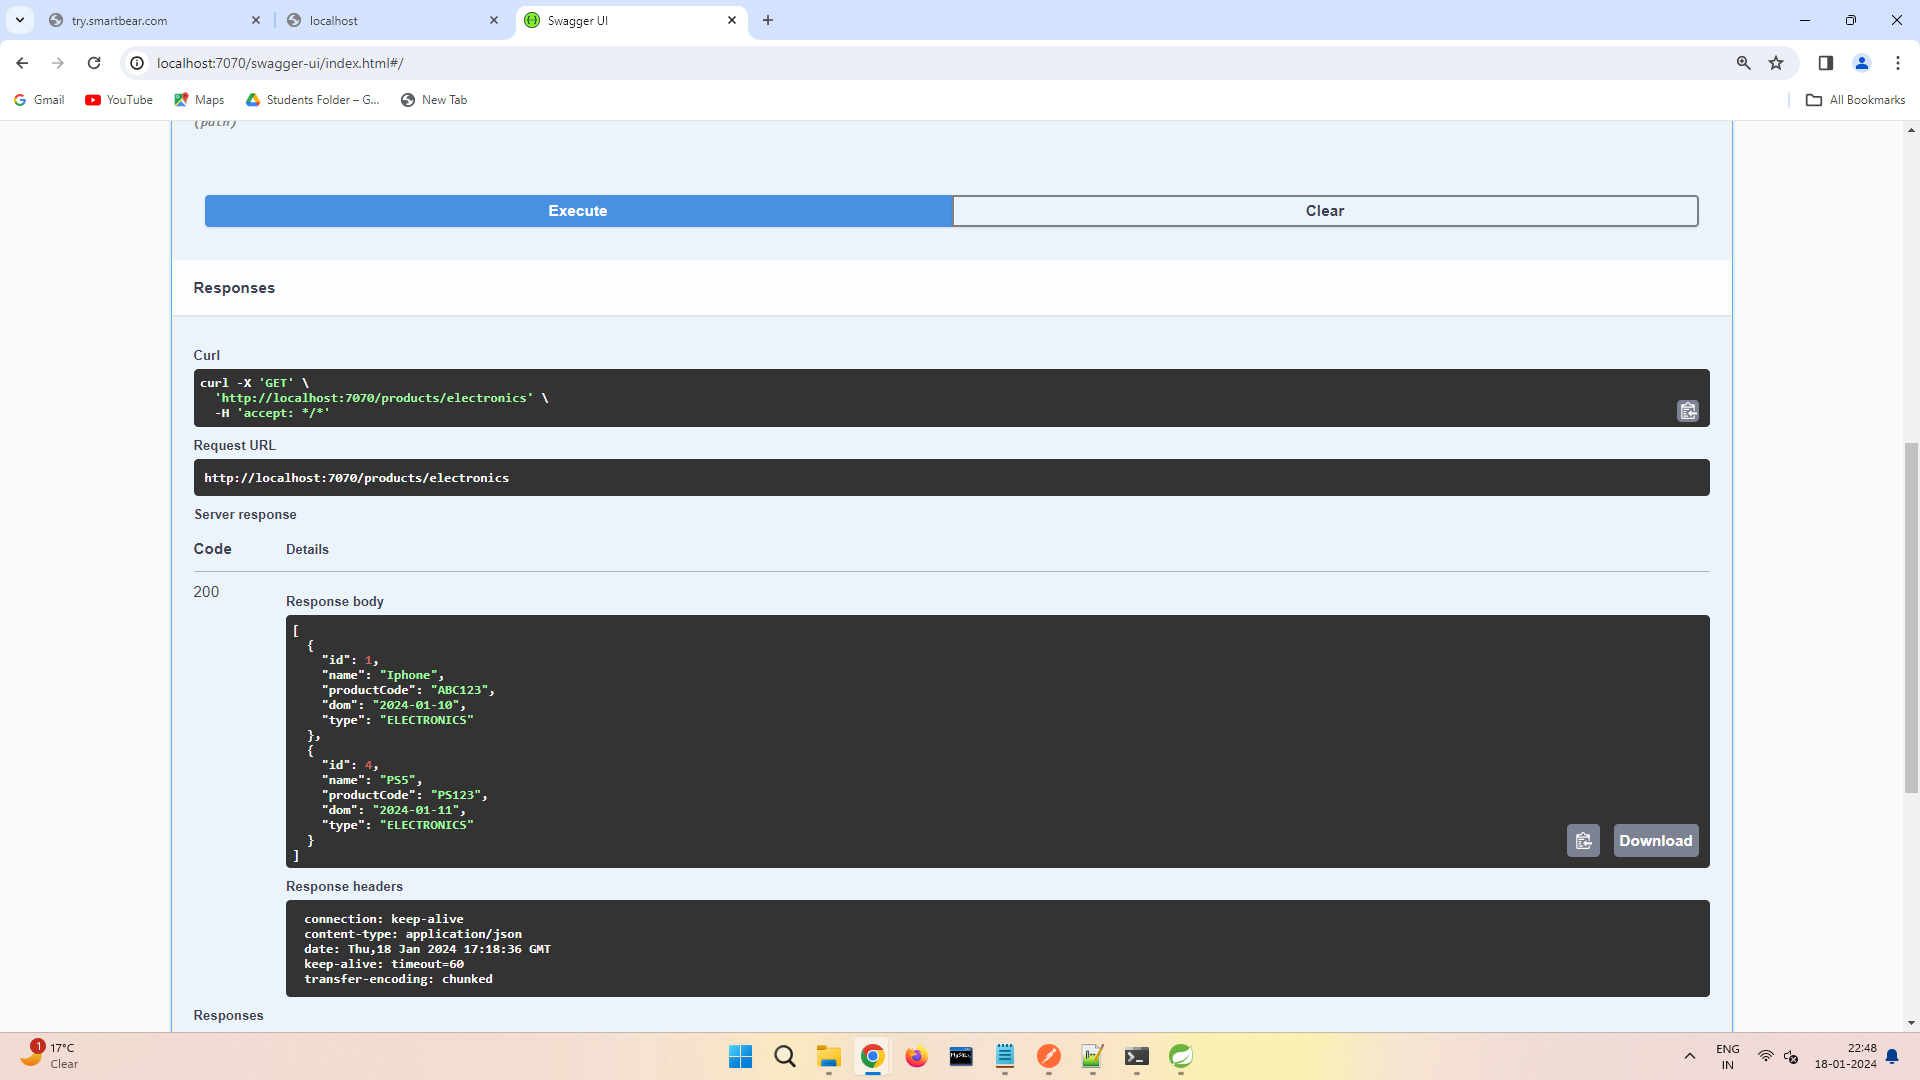 try.smartbear.com
localhost
Swagger UI
localhost:7070/swagger-ui/index.html#/
Gmail
YouTube
Maps
Students Folder – G...
New Tab
All Bookmarks
(path)
Execute
Clear
Responses
Curl
curl -X 'GET' \
'http://localhost:7070/products/electronics' \
-H 'accept: */*'
Request URL
http://localhost:7070/products/electronics
Server response
Code Details
200
Response body
[
{
"id": 1,
"name": "Iphone",
"productCode": "ABC123",
"dom": "2024-01-10",
"type": "ELECTRONICS"
},
{
"id": 4,
"name": "PS5",
"productCode": "PS123",
"dom": "2024-01-11",
"type": "ELECTRONICS"
}
]
Download
Response headers
connection: keep-alive
content-type: application/json
date: Thu,18 Jan 2024 17:18:36 GMT
keep-alive: timeout=60
transfer-encoding: chunked
Responses
1
17°C
Clear
MySQL
ENG
IN
22:48
18-01-2024